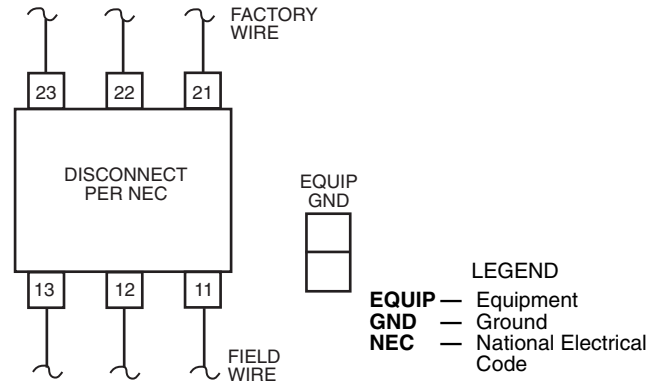 FACTORY
WIRE
23 22 21
DISCONNECT
PER NEC
EQUIP
GND
13 12 11
FIELD
WIRE
LEGEND
EQUIP — Equipment
GND — Ground
NEC — National Electrical
Code